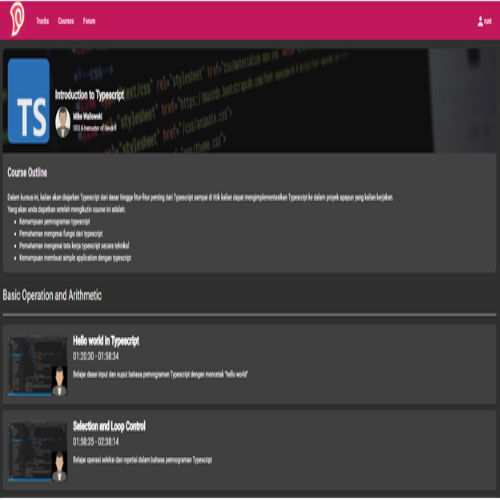 Tracks Courses Forum rust
TS
Introduction to Typescript
Mike Wazowski
CEO & Instructor of
Course Outline
Dalam kursus ini, kalian akan diajarkan Typescript dari dasar hingga fitur-fitur penting dari Typescript sampai di titik kalian dapat mengimplementasikan Typescript ke dalam proyek apapun yang kalian kerjakan.
Yang akan anda dapatkan setelah mengikutin course ini adalah:
Kemampuan pemrograman typescript
Pemahaman mengenai fungsi dari typescript
Pemahaman mengenai tata kerja typescript secara teknikal
Kemampuan membuat simple application dengan typescript
Basic Operation and Arithmetic
Hello world in Typescript
01:20:30 - 01:58:34
Belajar dasar input dan ouput bahasa pemrograman Typescript dengan mencetak "hello world"
Selection and Loop Control
01:58:35 - 02:38:14
Belajar operasi seleksi dan repetisi dalam bahasa pemrograman Typescript